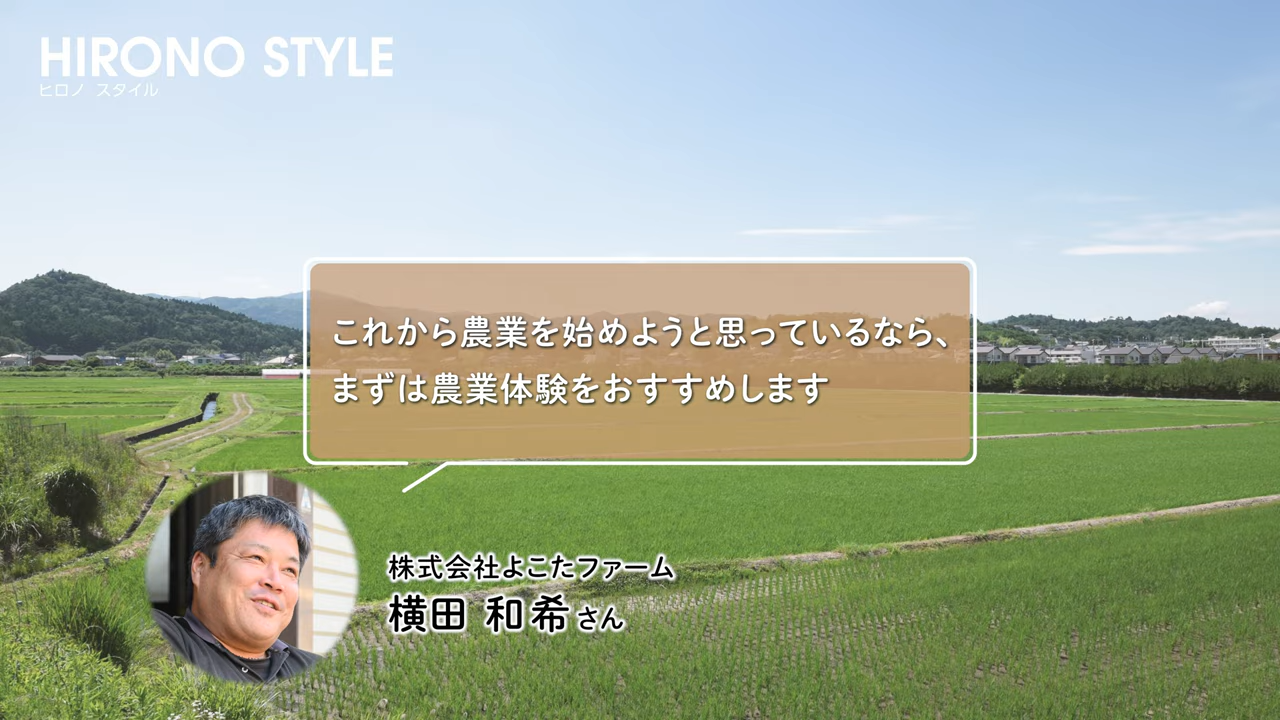 HIRONO STYLE
ヒロノ スタイル
これから農業を始めようと思っているなら、
まずは農業体験をおすすめします
株式会社よこたファーム
横田 和希さん